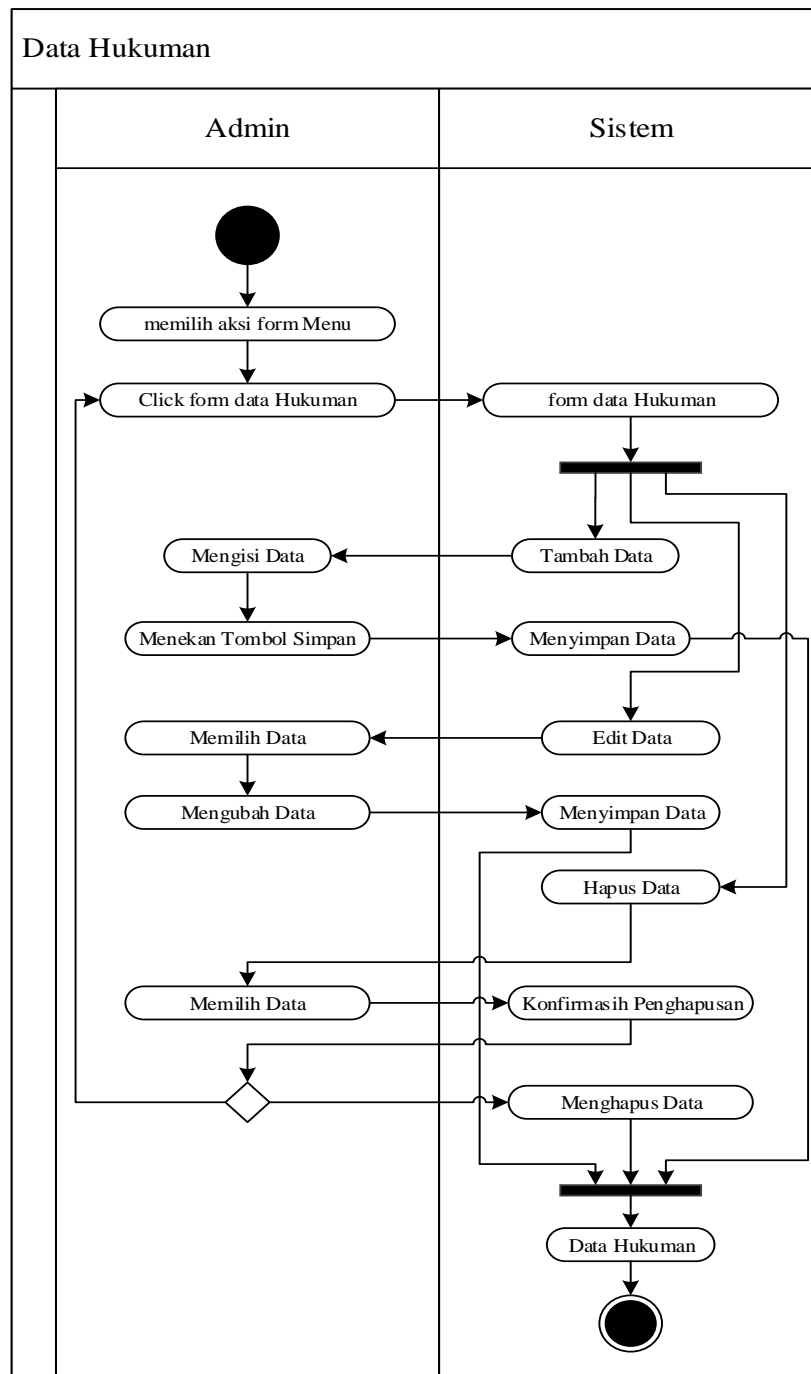 Data Hukuman
Admin
Sistem
memilih aksi form Menu
Click form data Hukuman
form data Hukuman
Mengisi Data
Tambah Data
Menekan Tombol Simpan
Menyimpan Data
Memilih Data
Edit Data
Mengubah Data
Menyimpan Data
Hapus Data
Memilih Data
Konfirmasih Penghapusan
Menghapus Data
Data Hukuman